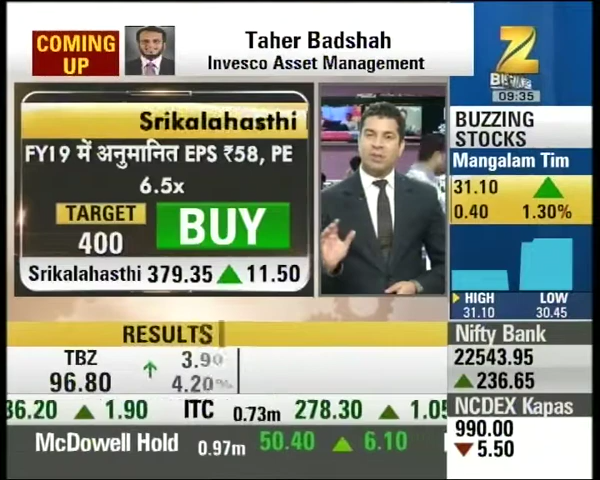 COMING
UP
Taher Badshah
Invesco Asset Management
Z
09:35
Srikalahasthi
FY19 में अनुमानित EPS ₹58, PE
6.5x
TARGET
400
BUY
Srikalahasthi 379.35 11.50
BUZZING
STOCKS
Mangalam Tim
31.10
0.40 1.30%
HIGH LOW
31.10 30.45
RESULTS
TBZ 3.90
96.80 4.20%
Nifty Bank
22543.95
236.65
NCDEX Kapas
990.00
5.50
36.20 1.90 ITC 0.73m 278.30 1.05
McDowell Hold 0.97m 50.40 6.10